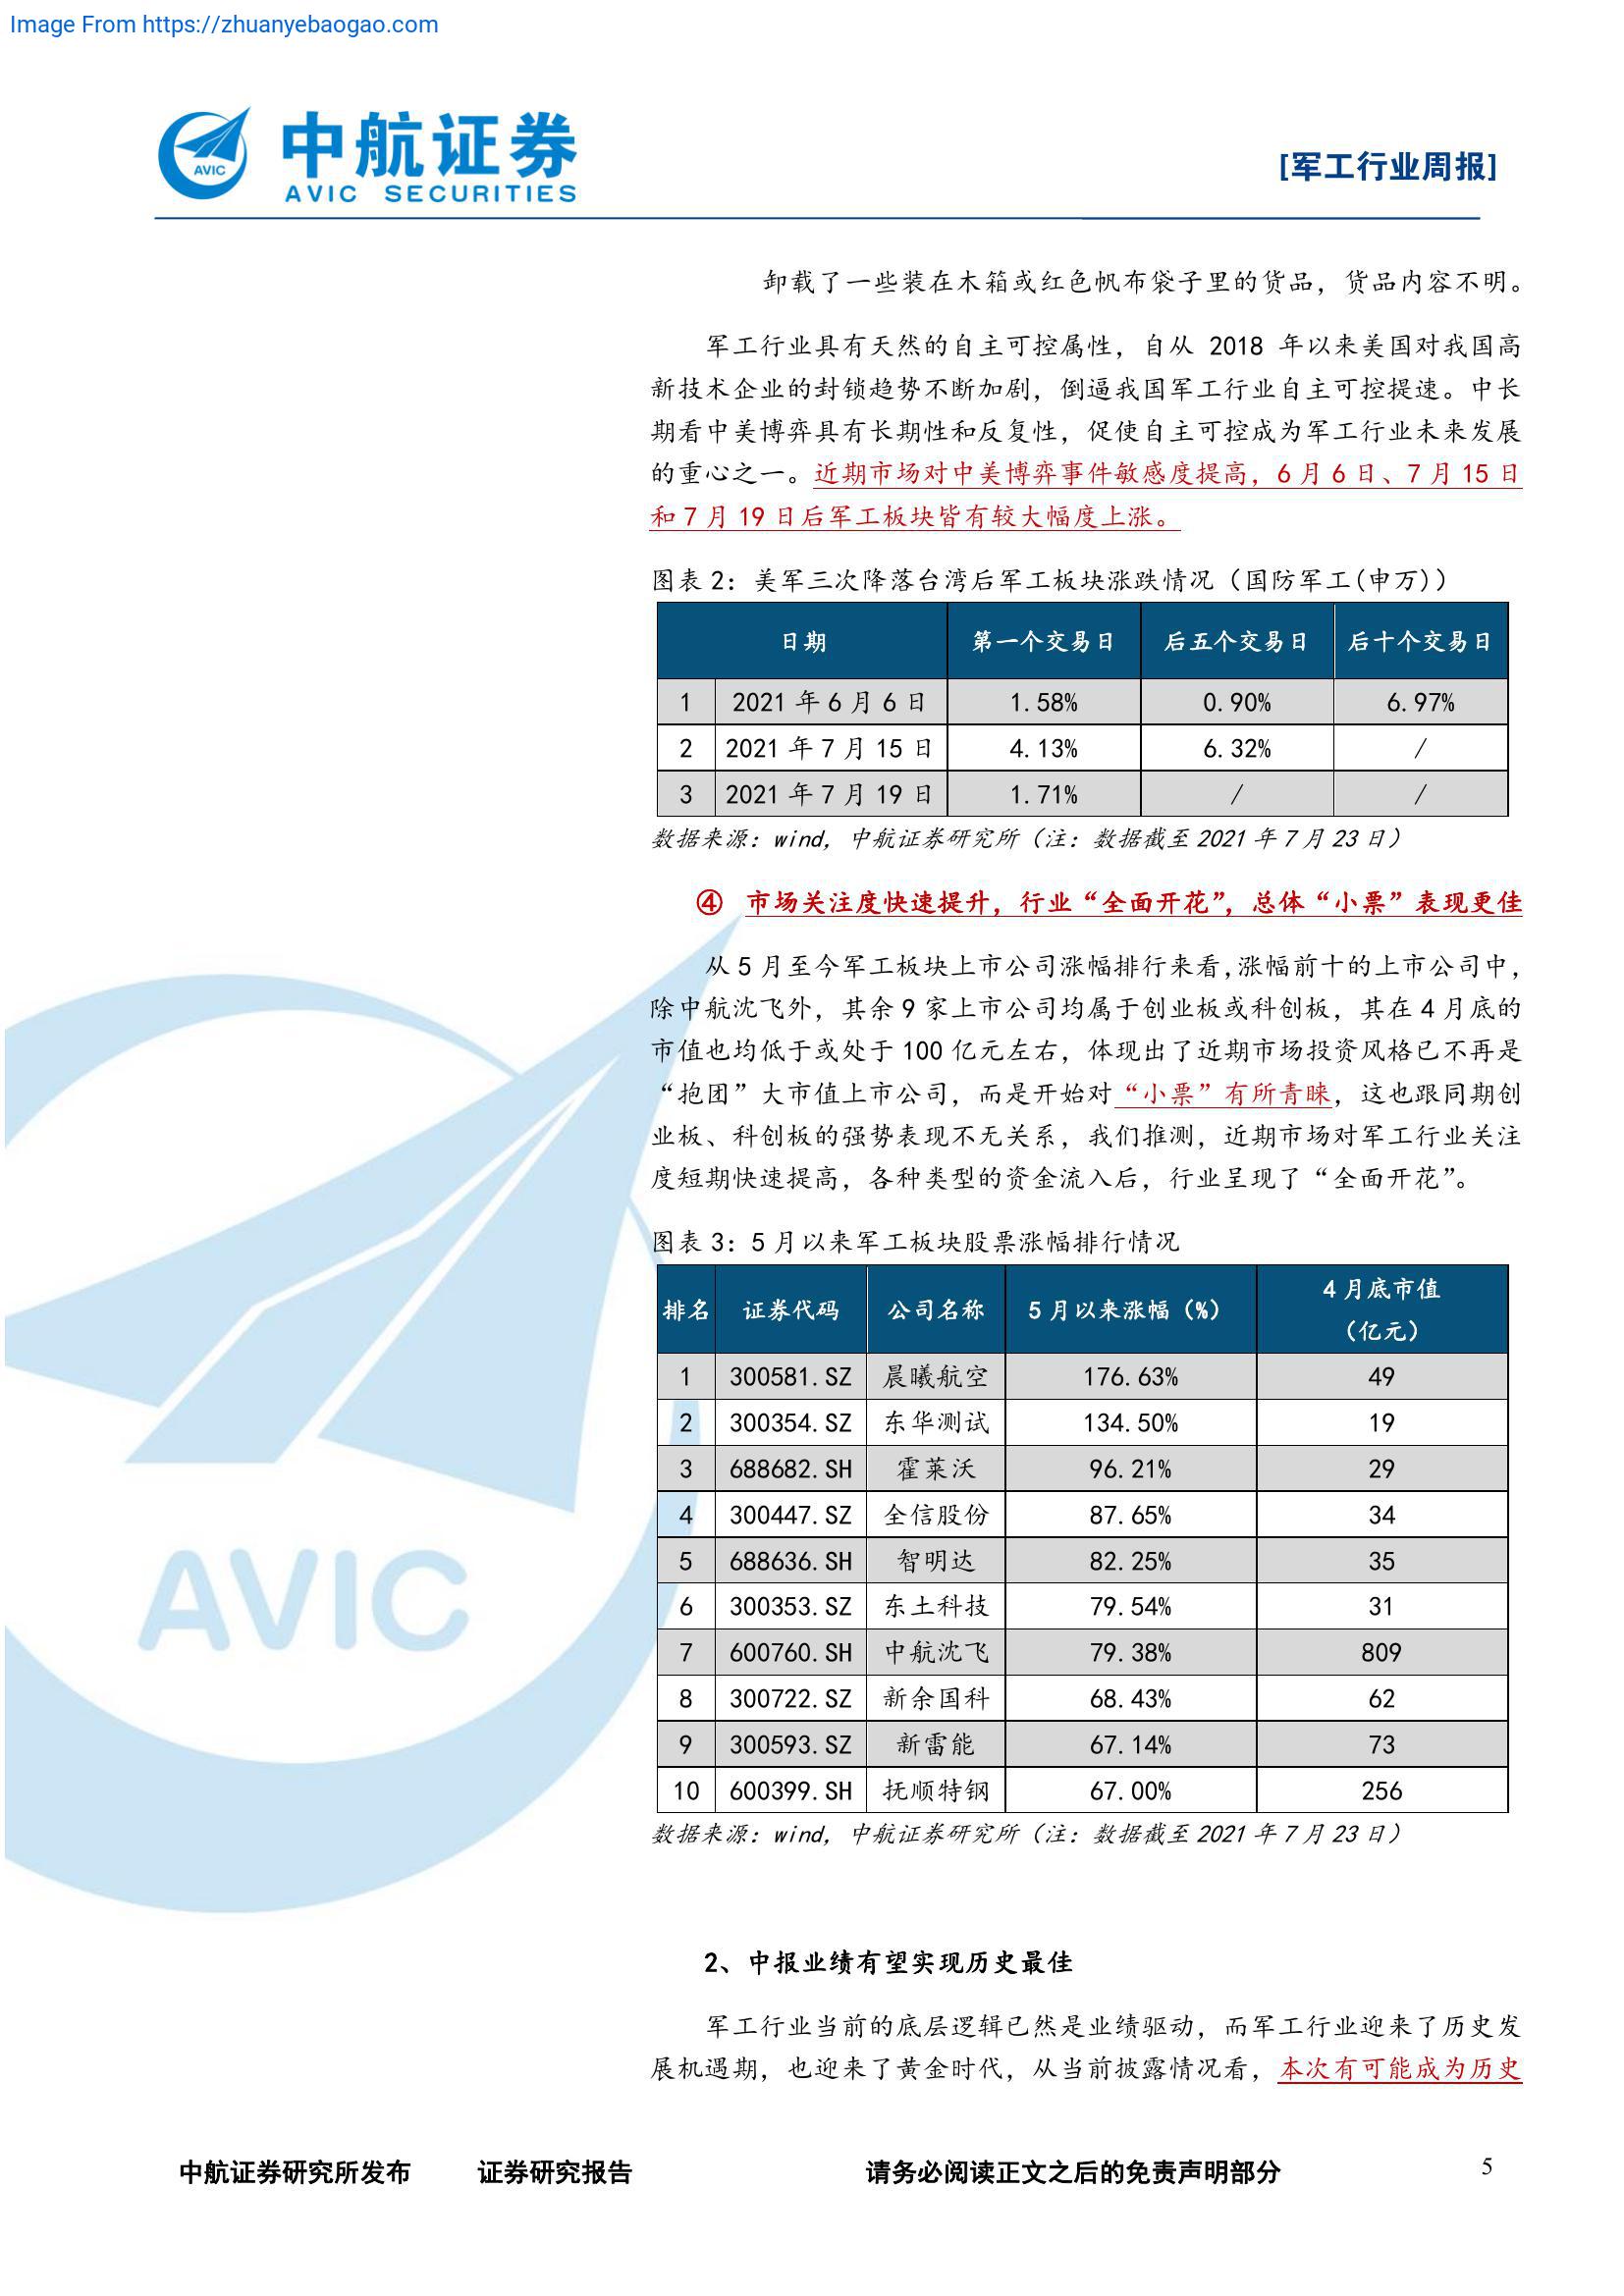 Image From https://zhuanyebaogao.com
中航证券
AVIC SECURITIES
AVIC
[军工行业周报]
卸载了一些装在木箱或红色帆布袋子里的货品，货品内容不明。
军工行业具有天然的自主可控属性，自从 2018 年以来美国对我国高
新技术企业的封锁趋势不断加剧，倒逼我国军工行业自主可控提速。中长
期看中美博弈具有长期性和反复性，促使自主可控成为军工行业未来发展
的重心之一。近期市场对中美博弈事件敏感度提高，6 月 6 日、7 月 15 日
和 7 月 19 日后军工板块皆有较大幅度上涨。
图表 2：美军三次降落台湾后军工板块涨跌情况（国防军工(申万)）
日期 第一个交易日 后五个交易日 后十个交易日
1 2021 年 6 月 6 日 1.58% 0.90% 6.97%
2 2021 年 7 月 15 日 4.13% 6.32% /
3 2021 年 7 月 19 日 1.71% / /
数据来源：wind，中航证券研究所（注：数据截至 2021 年 7 月 23 日）
④ 市场关注度快速提升，行业“全面开花”，总体“小票”表现更佳
从 5 月至今军工板块上市公司涨幅排行来看,涨幅前十的上市公司中，
除中航沈飞外，其余 9 家上市公司均属于创业板或科创板，其在 4 月底的
市值也均低于或处于 100 亿元左右，体现出了近期市场投资风格已不再是
“抱团”大市值上市公司，而是开始对“小票”有所青睐，这也跟同期创
业板、科创板的强势表现不无关系，我们推测，近期市场对军工行业关注
度短期快速提高，各种类型的资金流入后，行业呈现了“全面开花”。
图表 3：5 月以来军工板块股票涨幅排行情况
排名 证券代码 公司名称 5 月以来涨幅（%） 4 月底市值
（亿元）
1 300581.SZ 晨曦航空 176.63% 49
2 300354.SZ 东华测试 134.50% 19
3 688682.SH 霍莱沃 96.21% 29
4 300447.SZ 全信股份 87.65% 34
5 688636.SH 智明达 82.25% 35
6 300353.SZ 东土科技 79.54% 31
7 600760.SH 中航沈飞 79.38% 809
8 300722.SZ 新余国科 68.43% 62
9 300593.SZ 新雷能 67.14% 73
10 600399.SH 抚顺特钢 67.00% 256
数据来源：wind，中航证券研究所（注：数据截至 2021 年 7 月 23 日）
AVIC
2、中报业绩有望实现历史最佳
军工行业当前的底层逻辑已然是业绩驱动，而军工行业迎来了历史发
展机遇期，也迎来了黄金时代，从当前披露情况看，本次有可能成为历史
中航证券研究所发布 证券研究报告 请务必阅读正文之后的免责声明部分 5